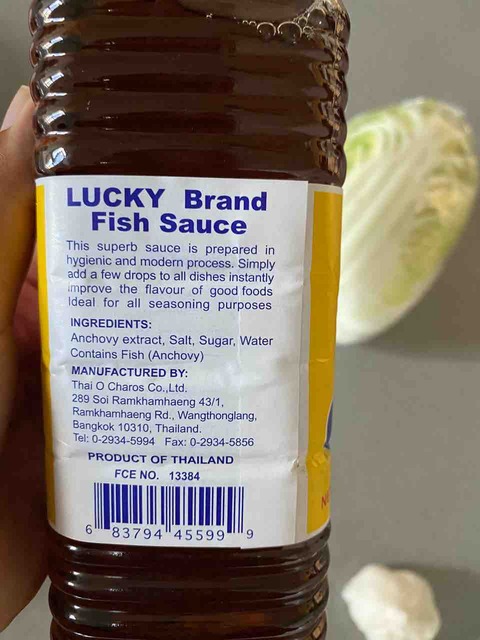 LUCKY Brand
Fish Sauce
This superb sauce is prepared in
hygienic and modern process. Simply
add a few drops to all dishes instantly
improve the flavour of good foods
Ideal for all seasoning purposes
INGREDIENTS:
Anchovy extract, Salt, Sugar, Water
Contains Fish (Anchovy)
MANUFACTURED BY:
Thai O Charos Co.,Ltd.
289 Soi Ramkhamhaeng 43/1,
Ramkhamhaeng Rd., Wangthonglang,
Bangkok 10310, Thailand.
Tel: 0-2934-5994 Fax: 0-2934-5856
PRODUCT OF THAILAND
FCE NO. 13384
6 83794 45599 9